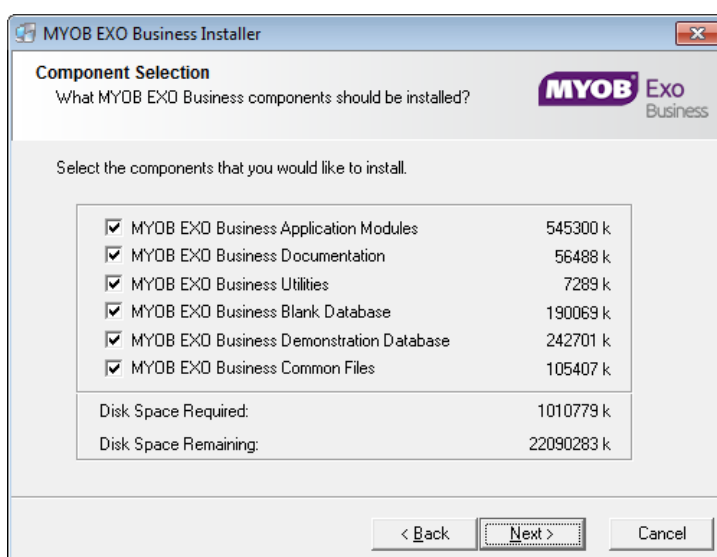 MYOB EXO Business Installer
Component Selection
What MYOB EXO Business components should be installed?
MYOB Exo
Business
Select the components that you would like to install.
MYOB EXO Business Application Modules 545300 k
MYOB EXO Business Documentation 56488 k
MYOB EXO Business Utilities 7289 k
MYOB EXO Business Blank Database 190069 k
MYOB EXO Business Demonstration Database 242701 k
MYOB EXO Business Common Files 105407 k
Disk Space Required: 1010779 k
Disk Space Remaining: 22090283 k
< Back Next > Cancel